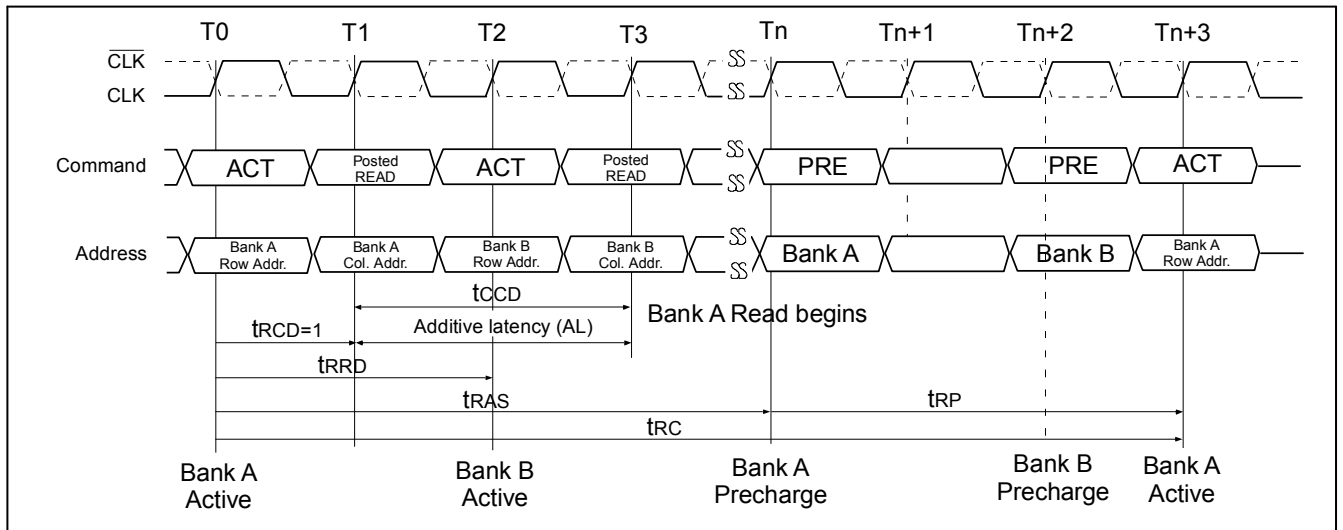 T0 T1 T2 T3 Tn Tn+1 Tn+2 Tn+3
CLK
CLK
Command ACT Posted READ ACT Posted READ PRE PRE ACT
Address Bank A Row Addr. Bank A Col. Addr. Bank B Row Addr. Bank B Col. Addr. Bank A Bank B Bank A Row Addr.
tCCD
Bank A Read begins
tRCD=1 Additive latency (AL)
tRRD
tRAS tRP
tRC
Bank A Active Bank B Active Bank A Precharge Bank B Precharge Bank A Active